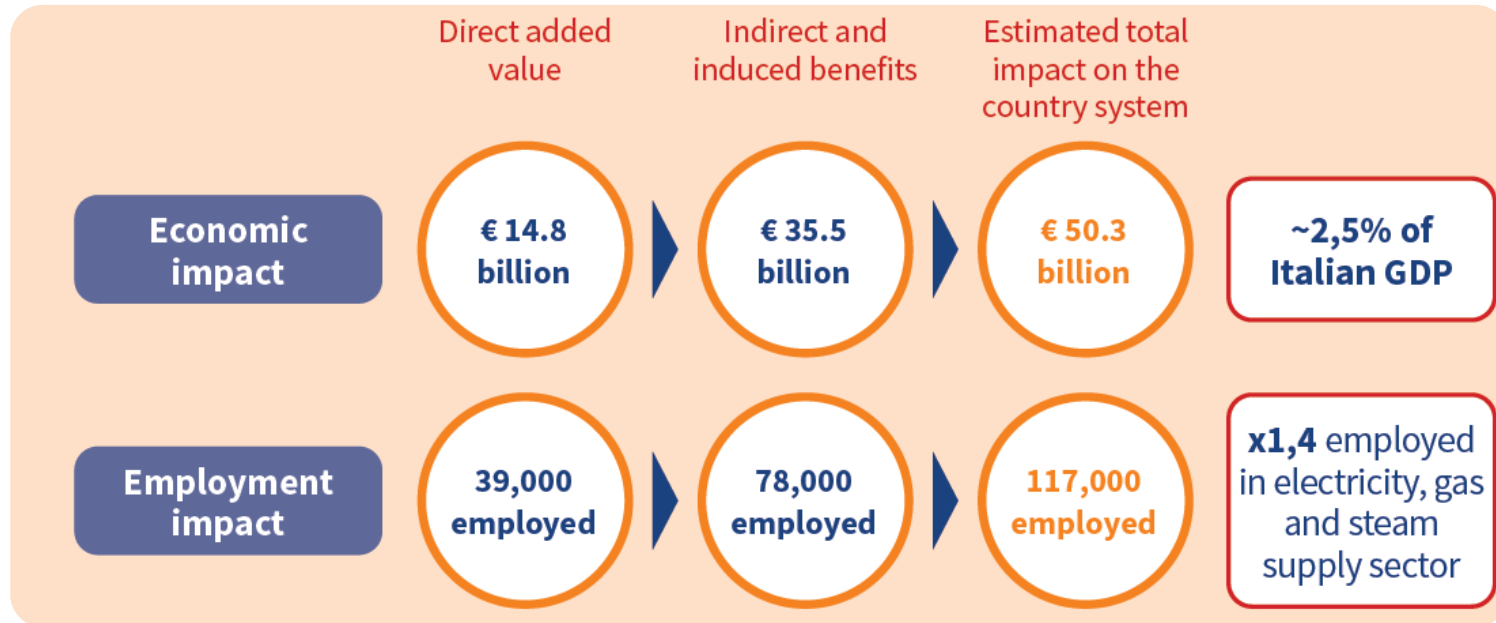 Direct added
value
Indirect and
induced benefits
Estimated total
impact on the
country system
Economic
impact
€ 14.8
billion
€ 35.5
billion
€ 50.3
billion
~2,5% of
Italian GDP
Employment
impact
39,000
employed
78,000
employed
117,000
employed
x1,4 employed
in electricity, gas
and steam
supply sector